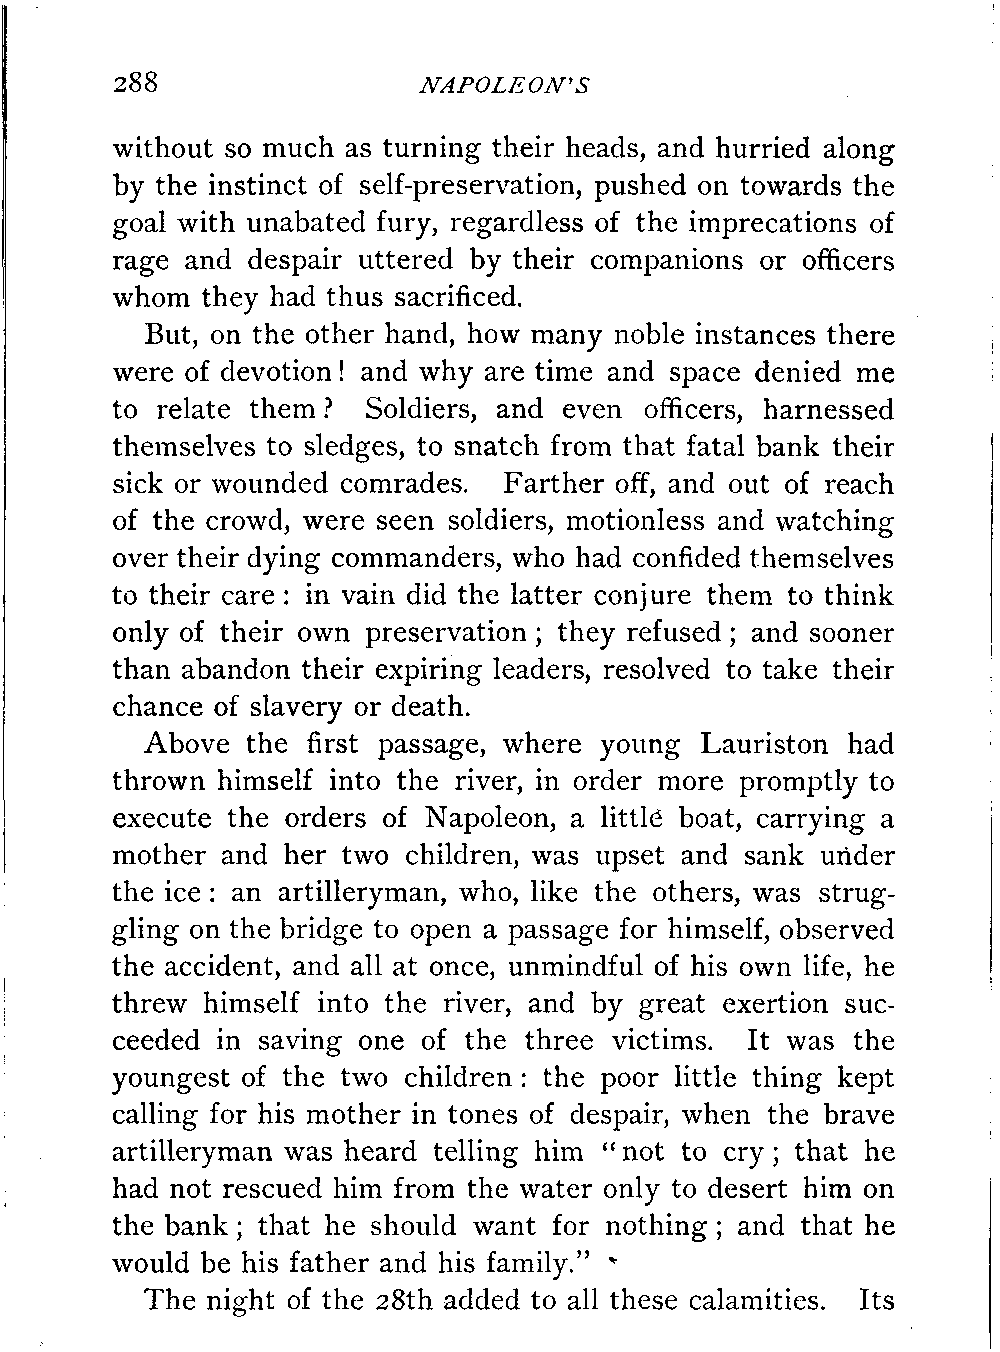 288 NAPOLEON'S
without so much as turning their heads, and hurried along
by the instinct of self-preservation, pushed on towards the
goal with unabated fury, regardless of the imprecations of
rage and despair uttered by their companions or officers
whom they had thus sacrificed.
But, on the other hand, how many noble instances there
were of devotion! and why are time and space denied me
to relate them? Soldiers, and even officers, harnessed
themselves to sledges, to snatch from that fatal bank their
sick or wounded comrades. Farther off, and out of reach
of the crowd, were seen soldiers, motionless and watching
over their dying commanders, who had confided themselves
to their care: in vain did the latter conjure them to think
only of their own preservation; they refused; and sooner
than abandon their expiring leaders, resolved to take their
chance of slavery or death.
Above the first passage, where young Lauriston had
thrown himself into the river, in order more promptly to
execute the orders of Napoleon, a little boat, carrying a
mother and her two children, was upset and sank under
the ice: an artilleryman, who, like the others, was strug-
gling on the bridge to open a passage for himself, observed
the accident, and all at once, unmindful of his own life, he
threw himself into the river, and by great exertion suc-
ceeded in saving one of the three victims. It was the
youngest of the two children: the poor little thing kept
calling for his mother in tones of despair, when the brave
artilleryman was heard telling him "not to cry; that he
had not rescued him from the water only to desert him on
the bank; that he should want for nothing; and that he
would be his father and his family."
The night of the 28th added to all these calamities. Its